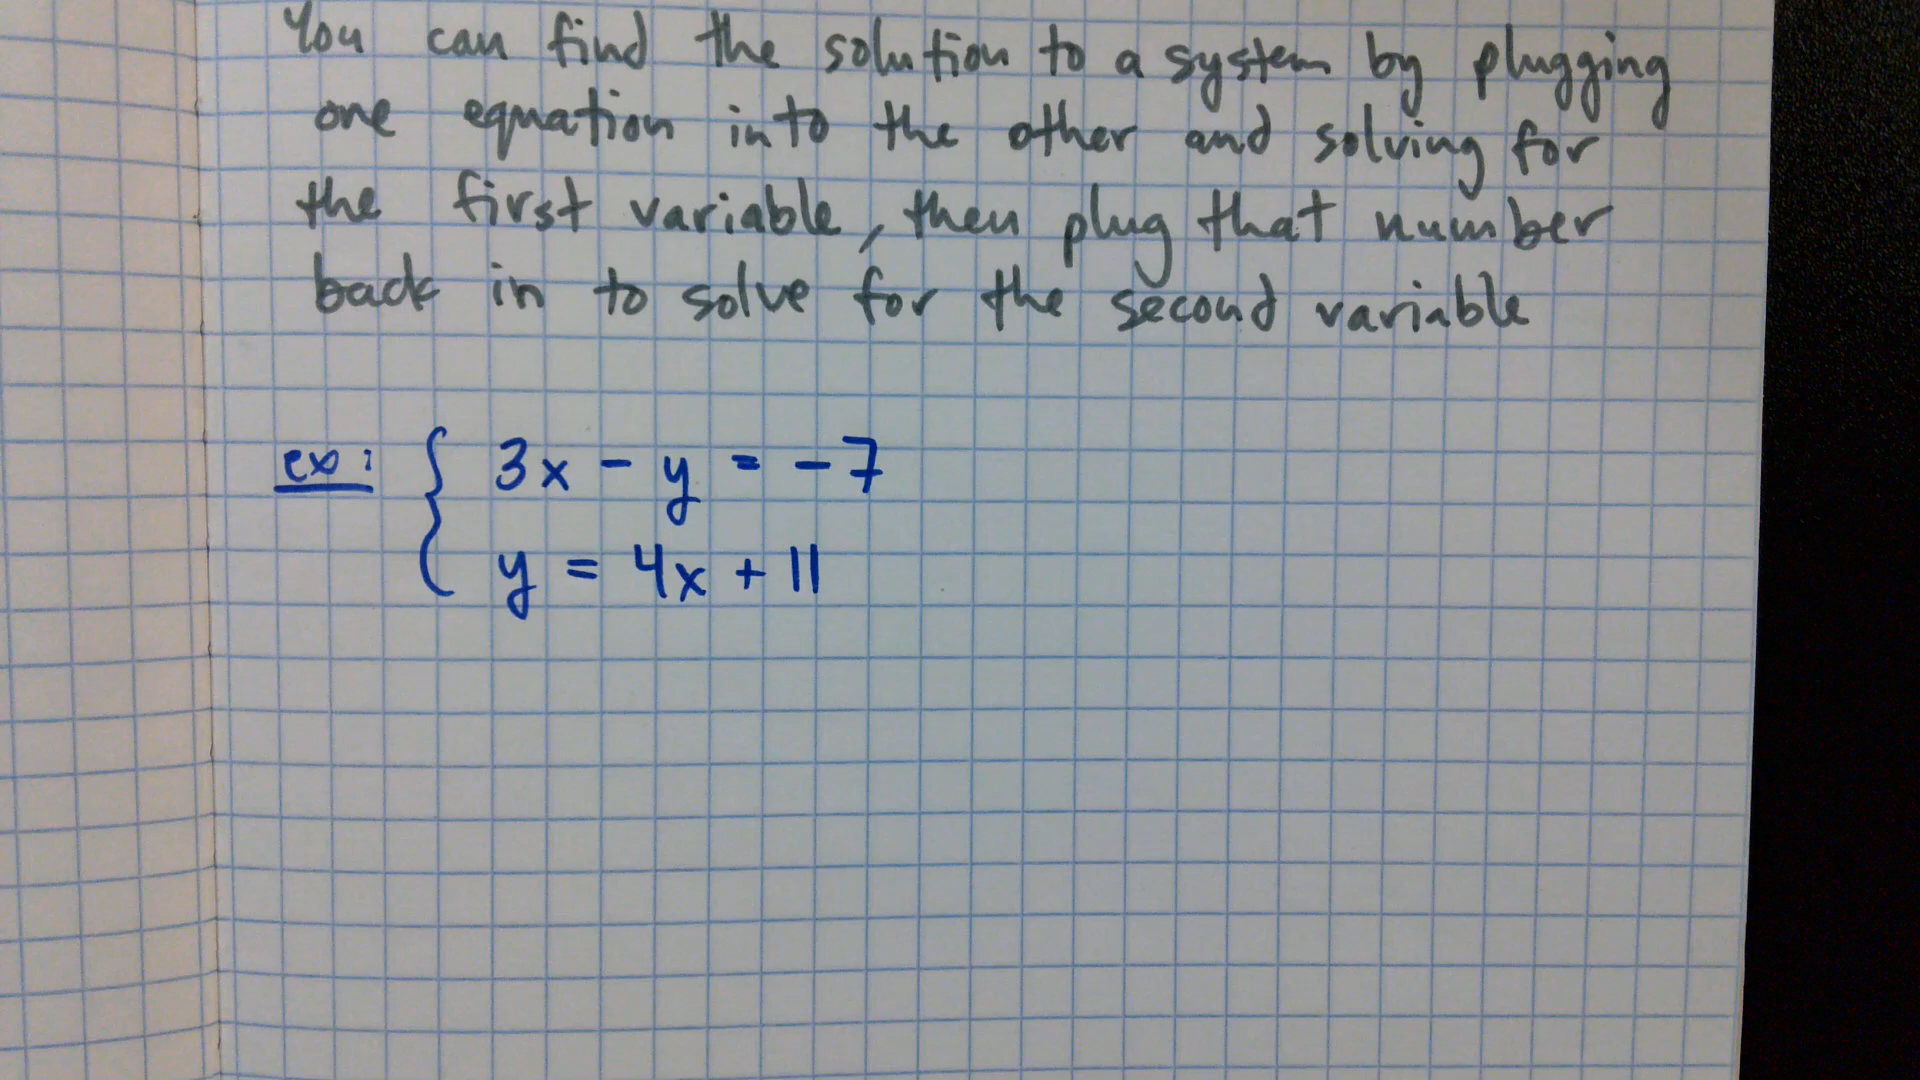 You can find the solution to a system by plugging
one equation into the other and solving for
the first variable, then plug that number
back in to solve for the second variable
ex: { 3x - y = -7
y = 4x + 11